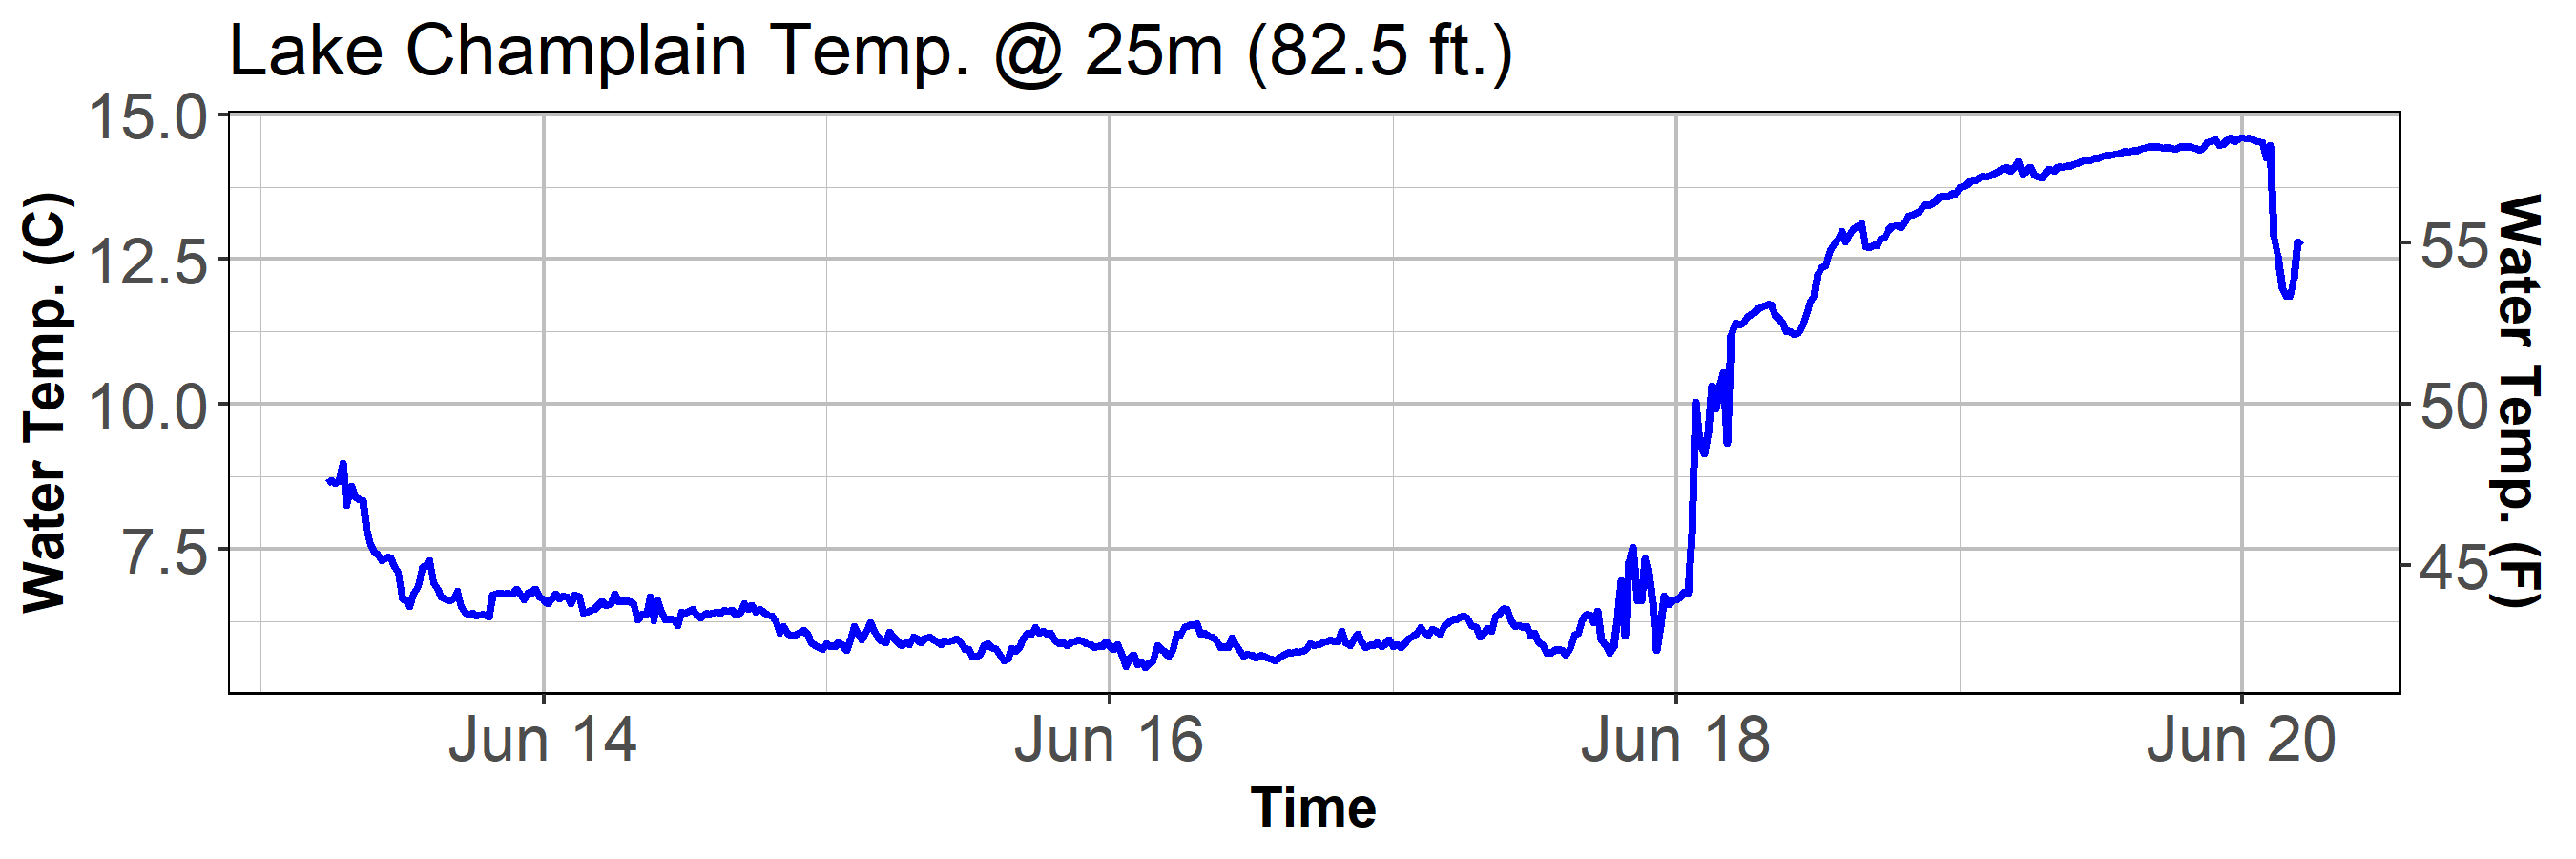 Lake Champlain Temp. @ 25m (82.5 ft.)
Water Temp. (C)
15.0
12.5
10.0
7.5
55
50
45
Water Temp. (F)
Jun 14
Jun 16
Jun 18
Jun 20
Time